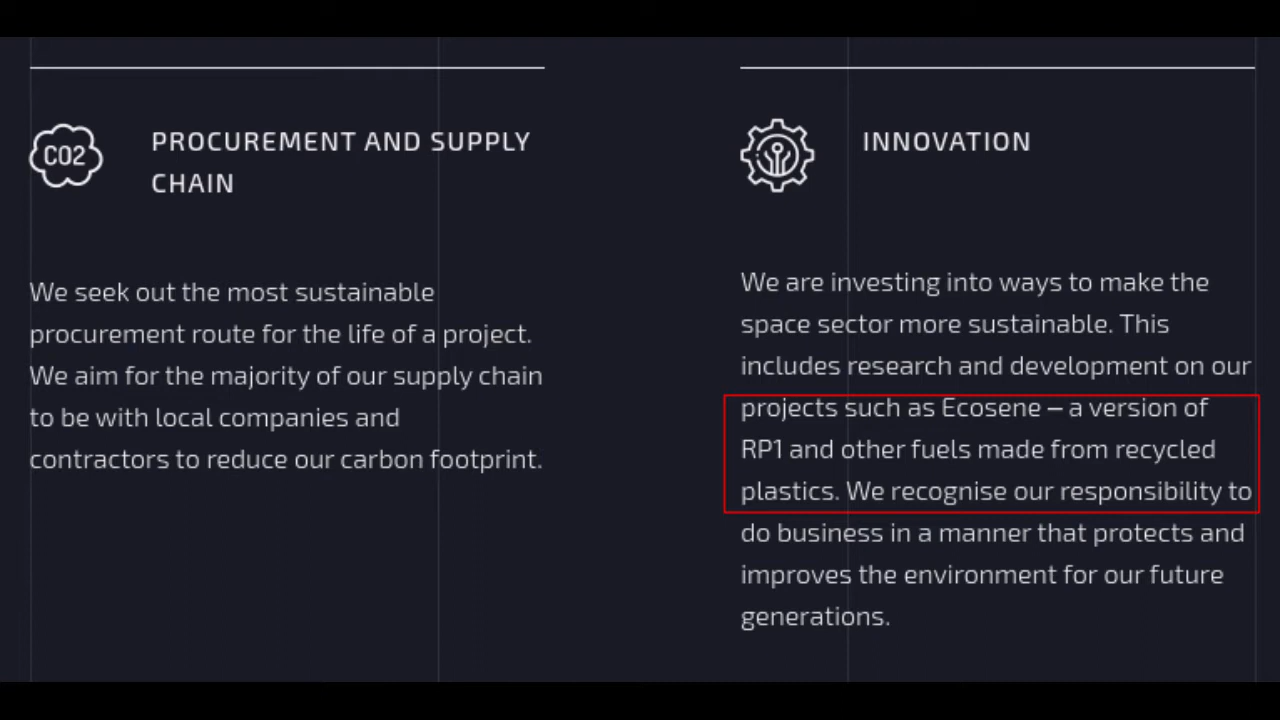 CO2
PROCUREMENT AND SUPPLY
CHAIN
We seek out the most sustainable
procurement route for the life of a project.
We aim for the majority of our supply chain
to be with local companies and
contractors to reduce our carbon footprint.
INNOVATION
We are investing into ways to make the
space sector more sustainable. This
includes research and development on our
projects such as Ecosene – a version of
RP1 and other fuels made from recycled
plastics. We recognise our responsibility to
do business in a manner that protects and
improves the environment for our future
generations.